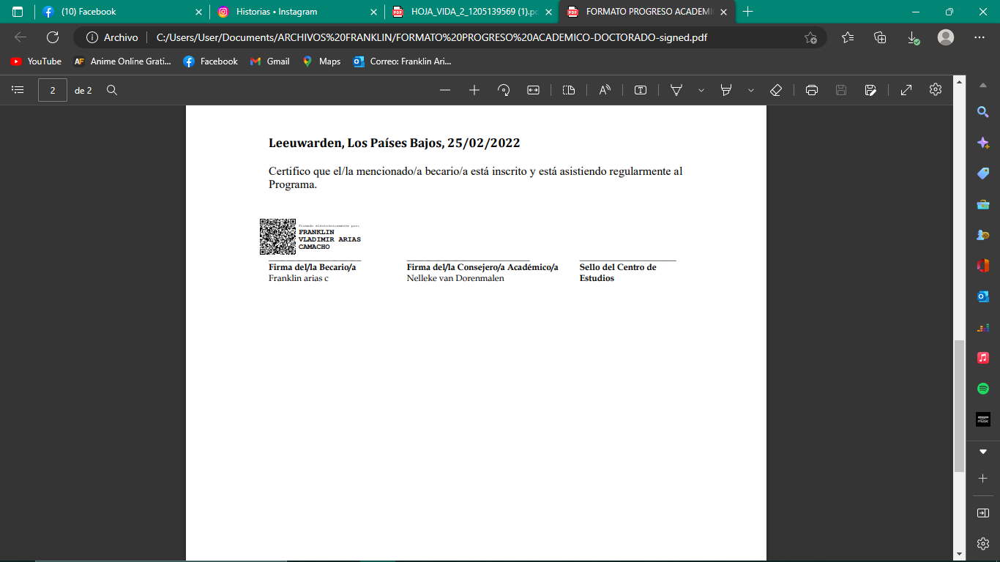 (10) Facebook
Historias • Instagram
HOJA_VIDA_2_1205139569 (1).pd
FORMATO PROGRESO ACADEMI
Archivo
C:/Users/User/Documents/ARCHIVOS%20FRANKLIN/FORMATO%20PROGRESO%20ACADEMICO-DOCTORADO-signed.pdf
YouTube
AF Anime Online Grati...
Facebook
Gmail
Maps
Correo: Franklin Ari...
2 de 2
Leeuwarden, Los Países Bajos, 25/02/2022
Certifico que el/la mencionado/a becario/a está inscrito y está asistiendo regularmente al
Programa.
Firmado electrónicamente por:
FRANKLIN
VLADIMIR ARIAS
CAMACHO
Firma del/la Becario/a
Franklin arias c
Firma del/la Consejero/a Académico/a
Nelleke van Dorenmalen
Sello del Centro de
Estudios
amazon
music